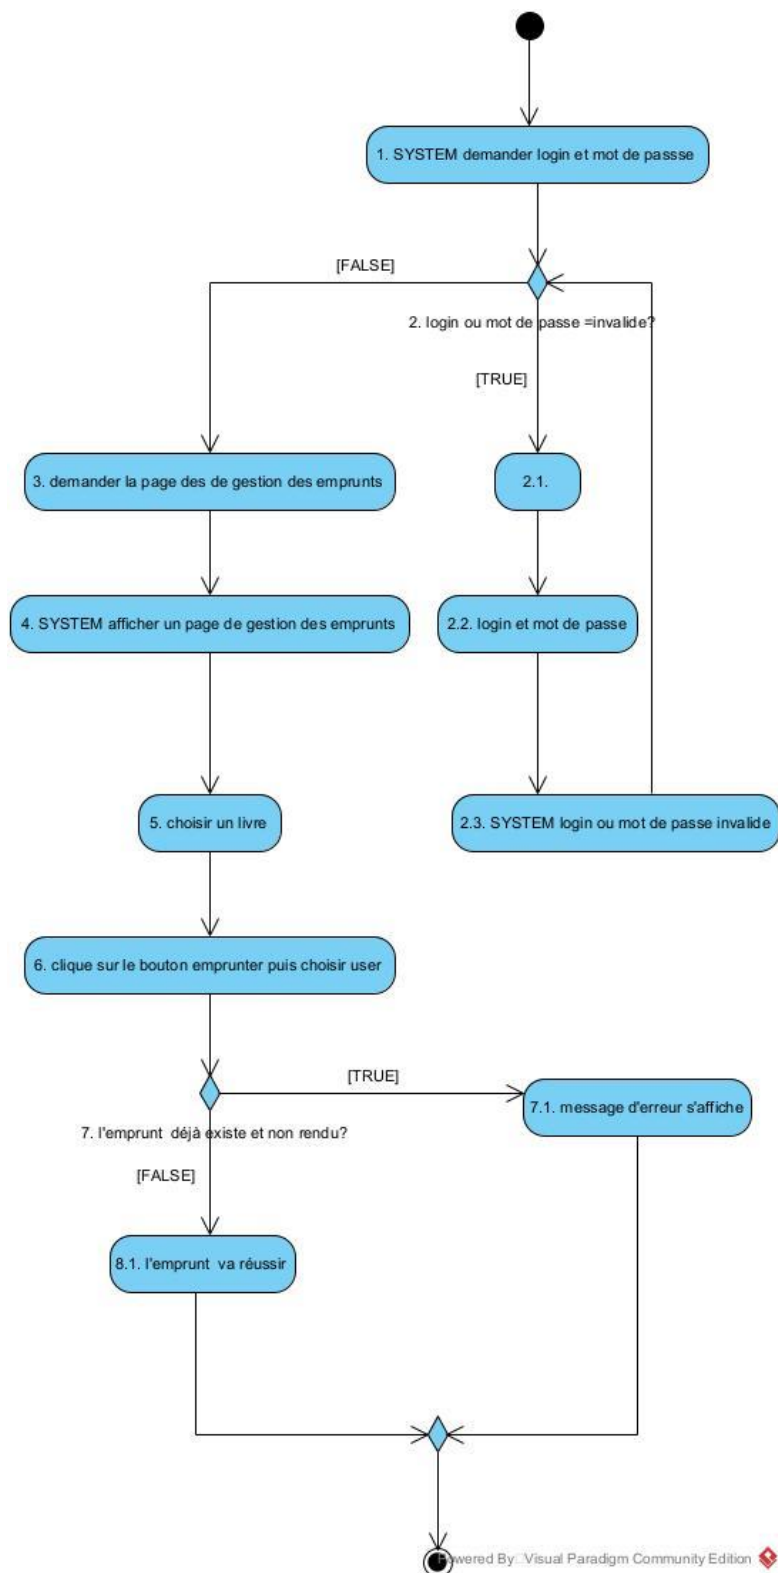 1. SYSTEM demander login et mot de passse
[FALSE]
2. login ou mot de passe =invalide?
[TRUE]
3. demander la page des de gestion des emprunts
2.1.
4. SYSTEM afficher un page de gestion des emprunts
2.2. login et mot de passe
5. choisir un livre
2.3. SYSTEM login ou mot de passe invalide
6. clique sur le bouton emprunter puis choisir user
[TRUE]
7.1. message d'erreur s'affiche
7. l'emprunt déjà existe et non rendu?
[FALSE]
8.1. l'emprunt va réussir
Powered By Visual Paradigm Community Edition